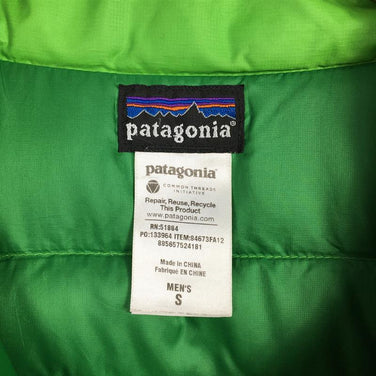 patagonia®
patagonia®
COMMON THREADS
INITIATIVE
Repair, Reuse, Recycle
This Product
www.patagonia.com
RN:51884
PO:133964 ITEM:84673FA12
885657524181
Made in CHINA
Fabriqué EN CHINE
MEN'S
S